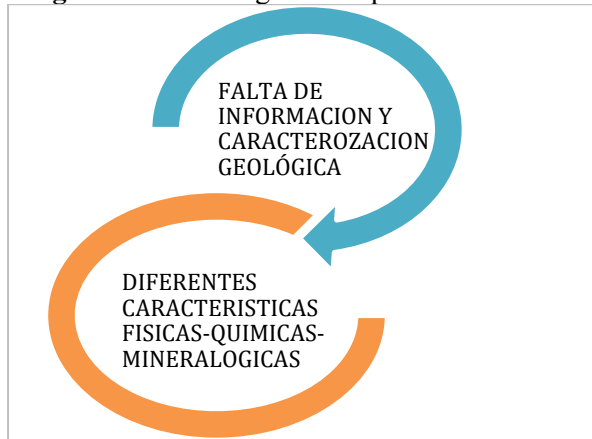 FALTA DE
INFORMACION Y
CARACTEROZACION
GEOLÓGICA
DIFERENTES
CARACTERISTICAS
FISICAS-QUIMICAS-
MINERALOGICAS